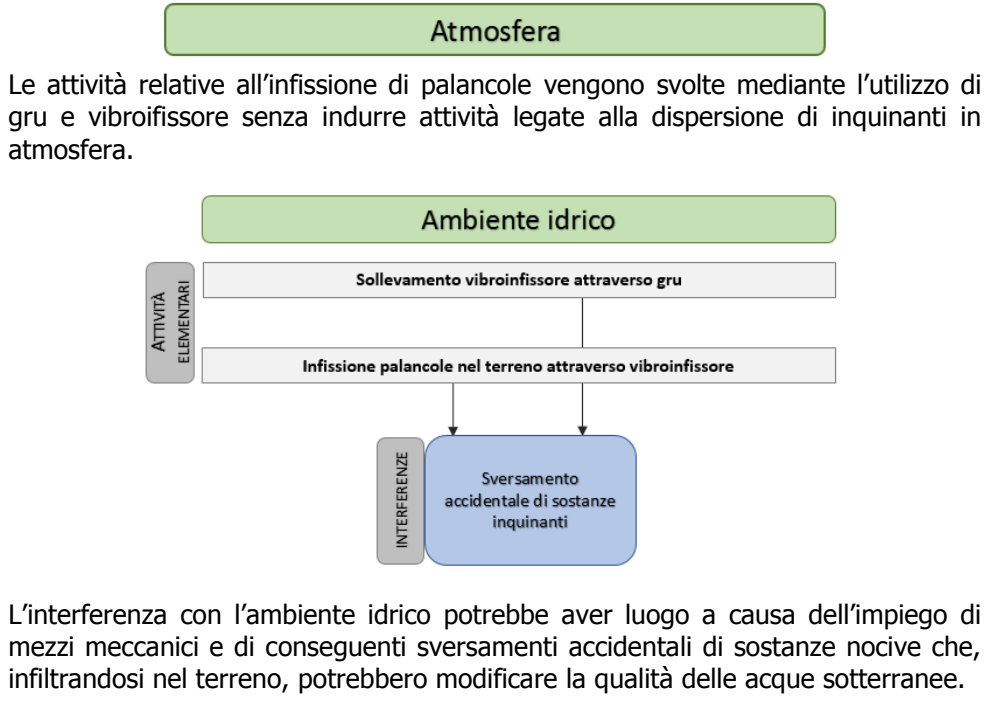 Atmosfera
Le attività relative all’infissione di palancole vengono svolte mediante l’utilizzo di
gru e vibroifissore senza indurre attività legate alla dispersione di inquinanti in
atmosfera.
Ambiente idrico
ATTIVITÀ
ELEMENTARI
Sollevamento vibroinfissore attraverso gru
Infissione palancole nel terreno attraverso vibroinfissore
INTERFERENZE
Sversamento
accidentale di sostanze
inquinanti
L’interferenza con l’ambiente idrico potrebbe aver luogo a causa dell’impiego di
mezzi meccanici e di conseguenti sversamenti accidentali di sostanze nocive che,
infiltrandosi nel terreno, potrebbero modificare la qualità delle acque sotterranee.